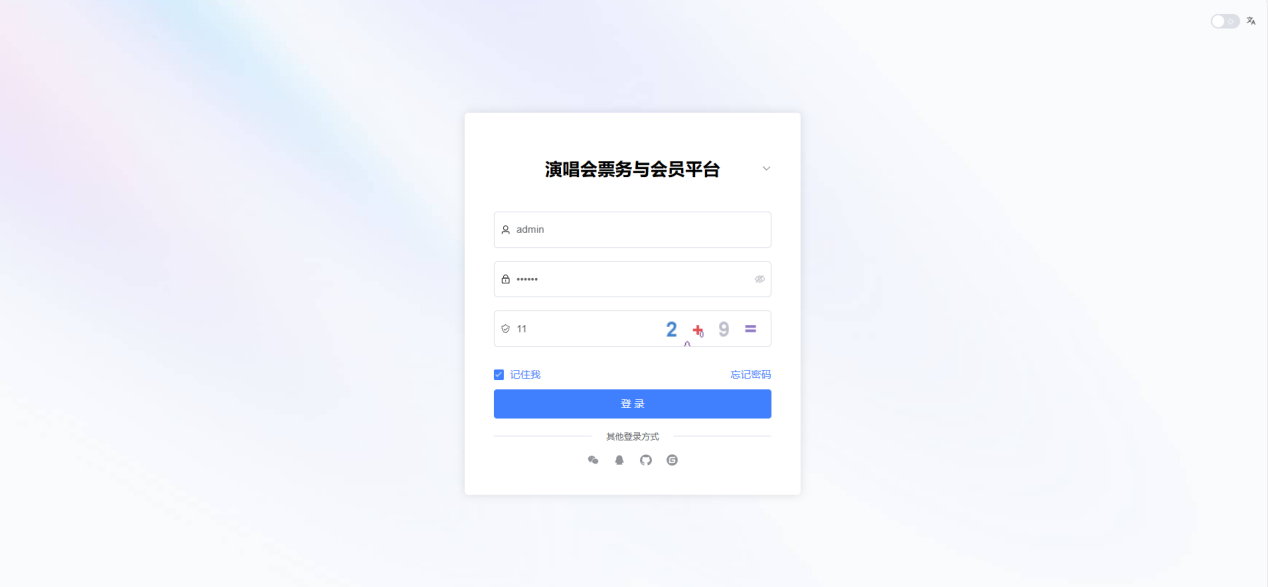 演唱会票务与会员平台
admin
••••••
11
2 + 9 =
记住我 忘记密码
登 录
其他登录方式